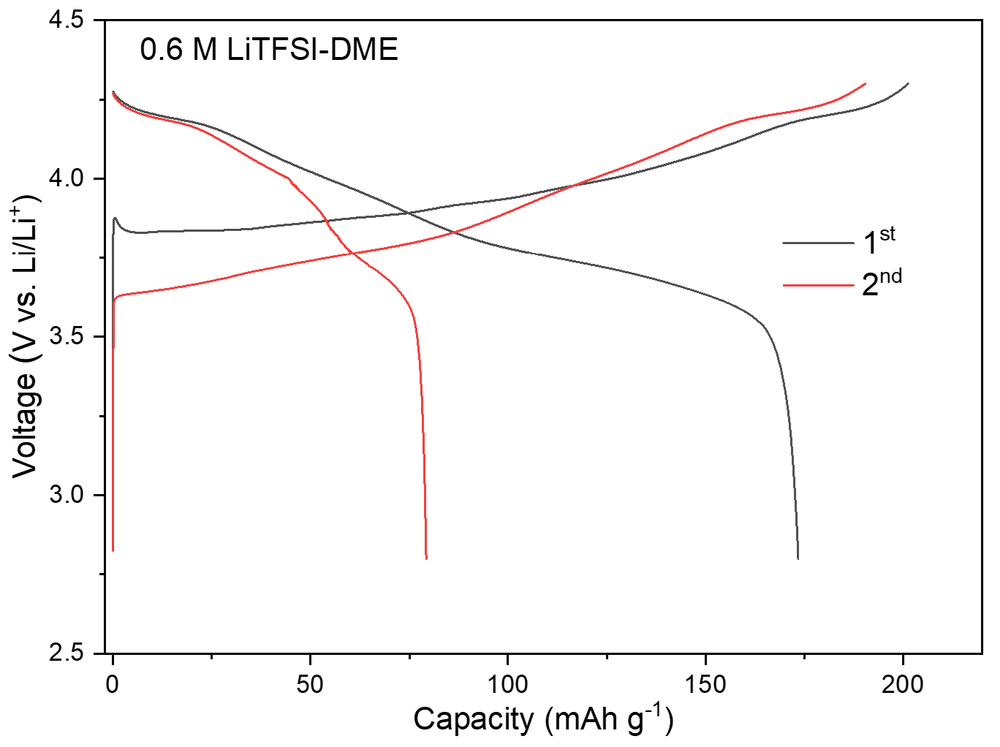 0.6 M LiTFSI-DME
4.5
4.0
3.5
3.0
2.5
Voltage (V vs. Li/Li⁺)
1ˢᵗ
2ⁿᵈ
0 50 100 150 200
Capacity (mAh g⁻¹)